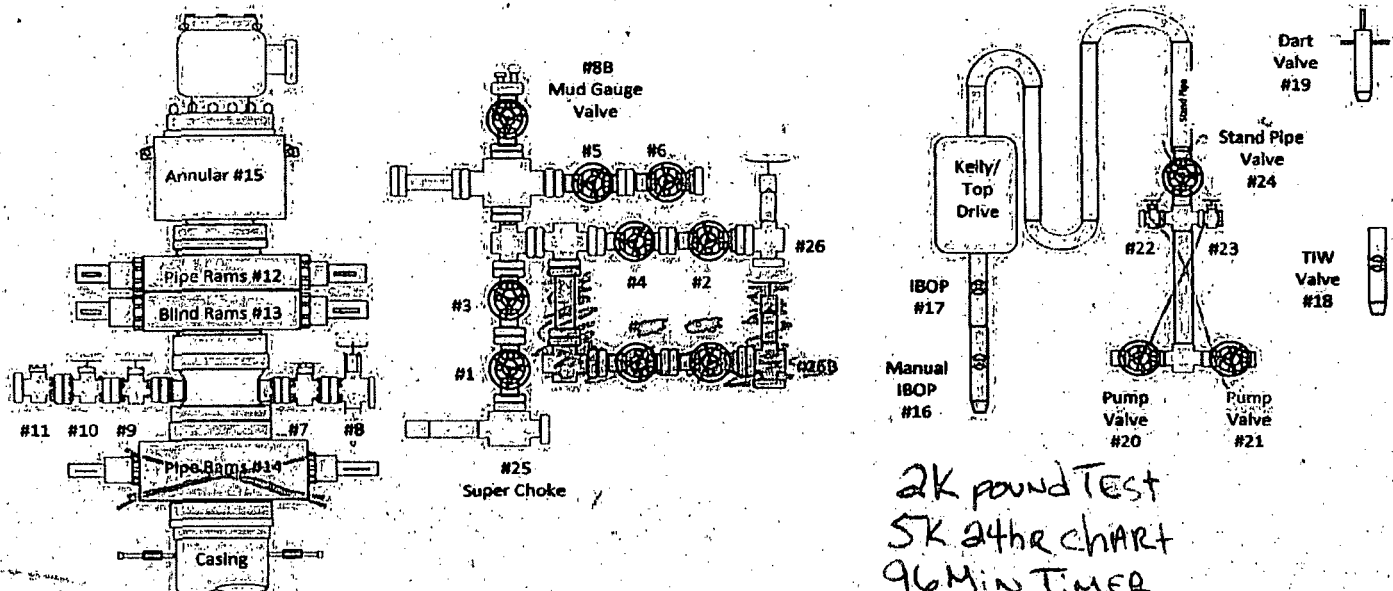 Annular #15
Pipe Rams #12
Blind Rams #13
#11 #10 #9 #7 #8
Pipe Rams #14
Casing
#8B
Mud Gauge
Valve
#5 #6
#26
#4 #2
#3
#1
#26B
#25
Super Choke
Kelly/
Top
Drive
IBOP
#17
Manual
IBOP
#16
Stand Pipe
Stand Pipe
Valve
#24
#22 #23
Pump
Valve
#20
Pump
Valve
#21
Dart
Valve
#19
TIW
Valve
#18
2K pound TEST
5K 24hR chARt
96 MiN TiMER